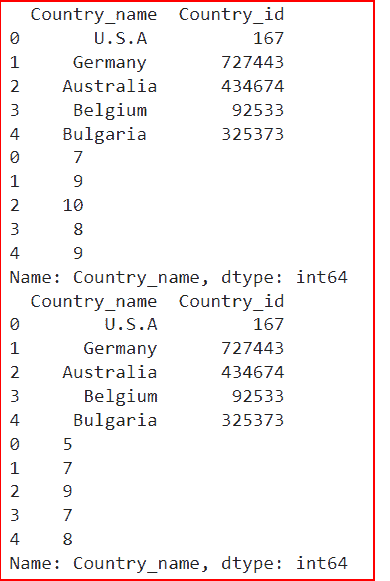 Country_name  Country_id
0        U.S.A         167
1      Germany      727443
2    Australia      434674
3      Belgium       92533
4     Bulgaria      325373
0     7
1     9
2    10
3     8
4     9
Name: Country_name, dtype: int64
  Country_name  Country_id
0        U.S.A         167
1      Germany      727443
2    Australia      434674
3      Belgium       92533
4     Bulgaria      325373
0    5
1    7
2    9
3    7
4    8
Name: Country_name, dtype: int64